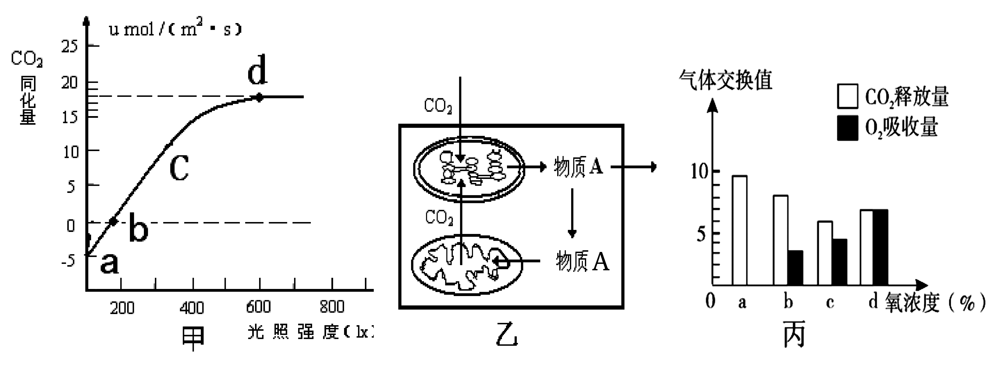 u mol /( m²· s)
CO₂
同
化
量
25
20
15
10
5
0
-5
a
b
C
d
200
400
600
800
光 照 强 度(lx)
甲
CO₂
物质A
CO₂
物质A
乙
气体交换值
CO₂释放量
O₂吸收量
10
5
0
a
b
c
d
氧浓度(%)
丙